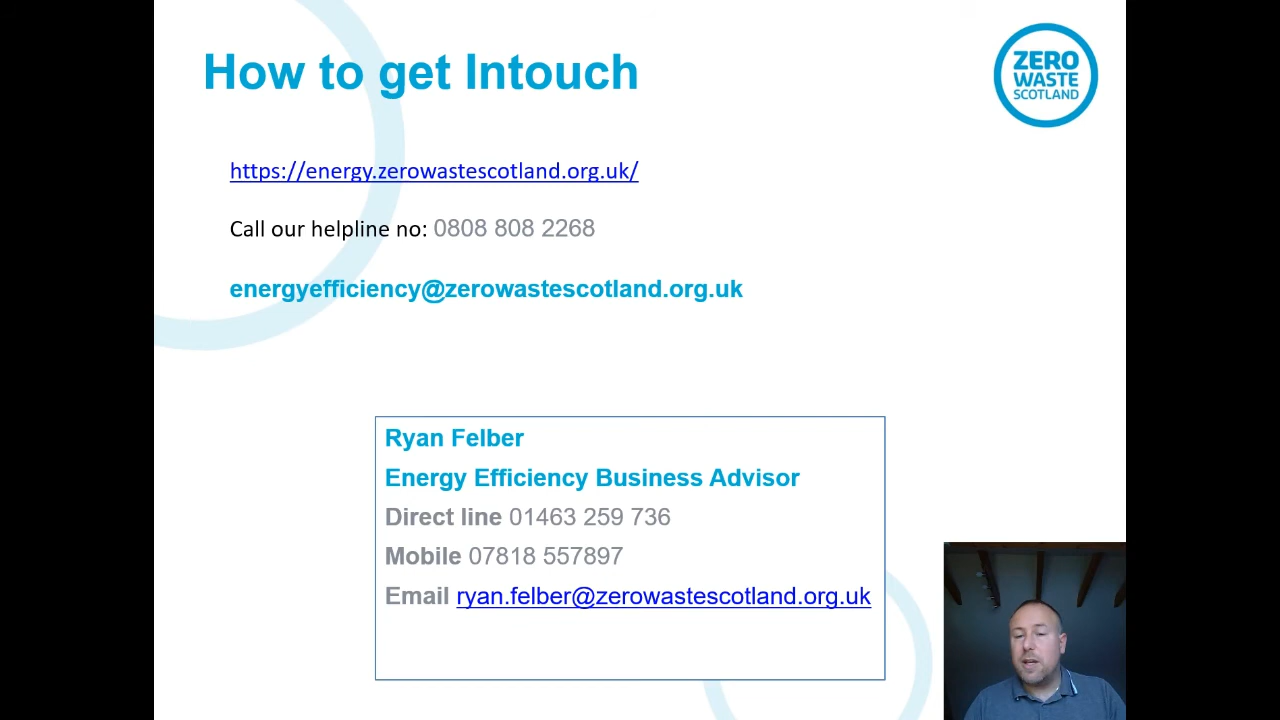 How to get Intouch
ZERO
WASTE
SCOTLAND
https://energy.zerowastescotland.org.uk/
Call our helpline no: 0808 808 2268
energyefficiency@zerowastescotland.org.uk
Ryan Felber
Energy Efficiency Business Advisor
Direct line 01463 259 736
Mobile 07818 557897
Email ryan.felber@zerowastescotland.org.uk